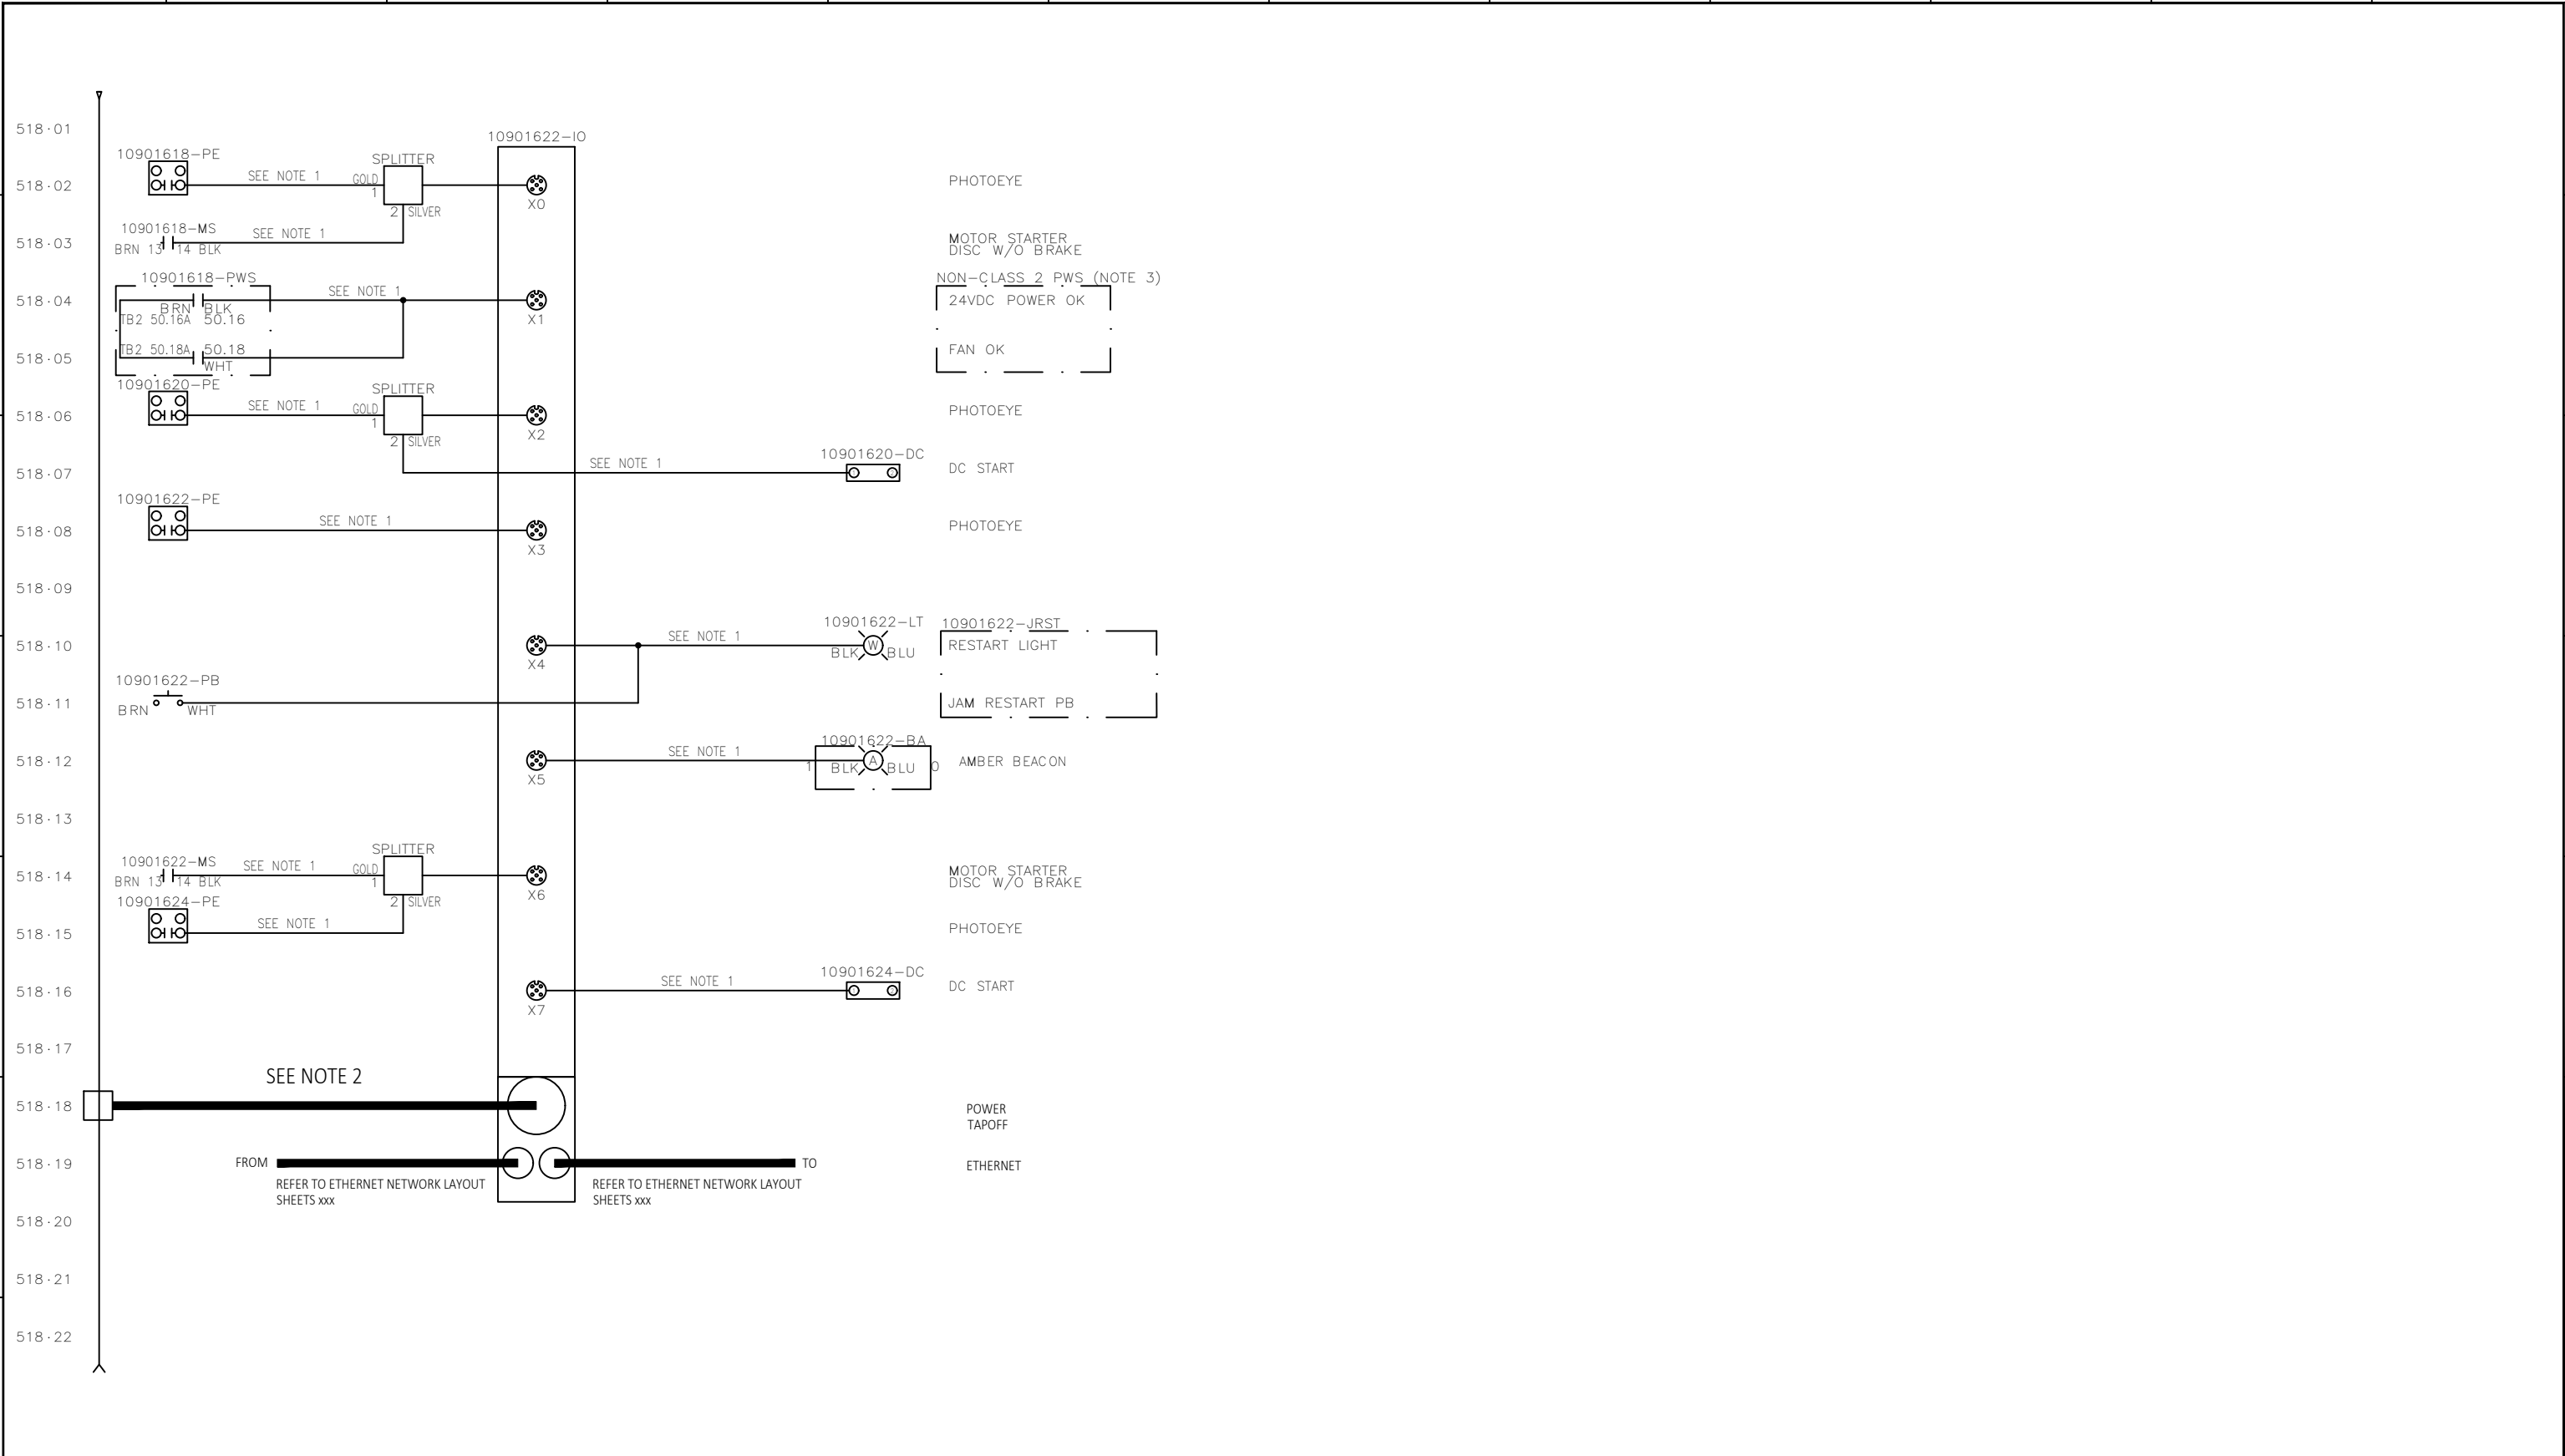 518·01
10901622-IO
10901618-PE
SPLITTER
518·02
SEE NOTE 1
GOLD
1
X0
PHOTOEYE
2
SILVER
518·03
10901618-MS
BRN 13
14 BLK
SEE NOTE 1
MOTOR STARTER
DISC W/O BRAKE
10901618-PWS
NON-CLASS 2 PWS (NOTE 3)
518·04
SEE NOTE 1
BRN
BLK
TB2 50.16A
50.16
X1
24VDC POWER OK
518·05
TB2 50.18A
50.18
WHT
FAN OK
10901620-PE
SPLITTER
518·06
SEE NOTE 1
GOLD
1
X2
PHOTOEYE
2
SILVER
518·07
SEE NOTE 1
10901620-DC
DC START
10901622-PE
518·08
SEE NOTE 1
X3
PHOTOEYE
518·09
10901622-LT
10901622-JRST
518·10
X4
SEE NOTE 1
BLK
W
BLU
RESTART LIGHT
10901622-PB
518·11
BRN
WHT
JAM RESTART PB
10901622-BA
518·12
X5
SEE NOTE 1
1
BLK
A
BLU
0
AMBER BEACON
518·13
SPLITTER
10901622-MS
518·14
BRN 13
14 BLK
SEE NOTE 1
GOLD
1
X6
MOTOR STARTER
DISC W/O BRAKE
2
SILVER
10901624-PE
518·15
SEE NOTE 1
PHOTOEYE
518·16
X7
SEE NOTE 1
10901624-DC
DC START
518·17
SEE NOTE 2
518·18
POWER
TAPOFF
518·19
FROM
TO
ETHERNET
REFER TO ETHERNET NETWORK LAYOUT
SHEETS xxx
REFER TO ETHERNET NETWORK LAYOUT
SHEETS xxx
518·20
518·21
518·22